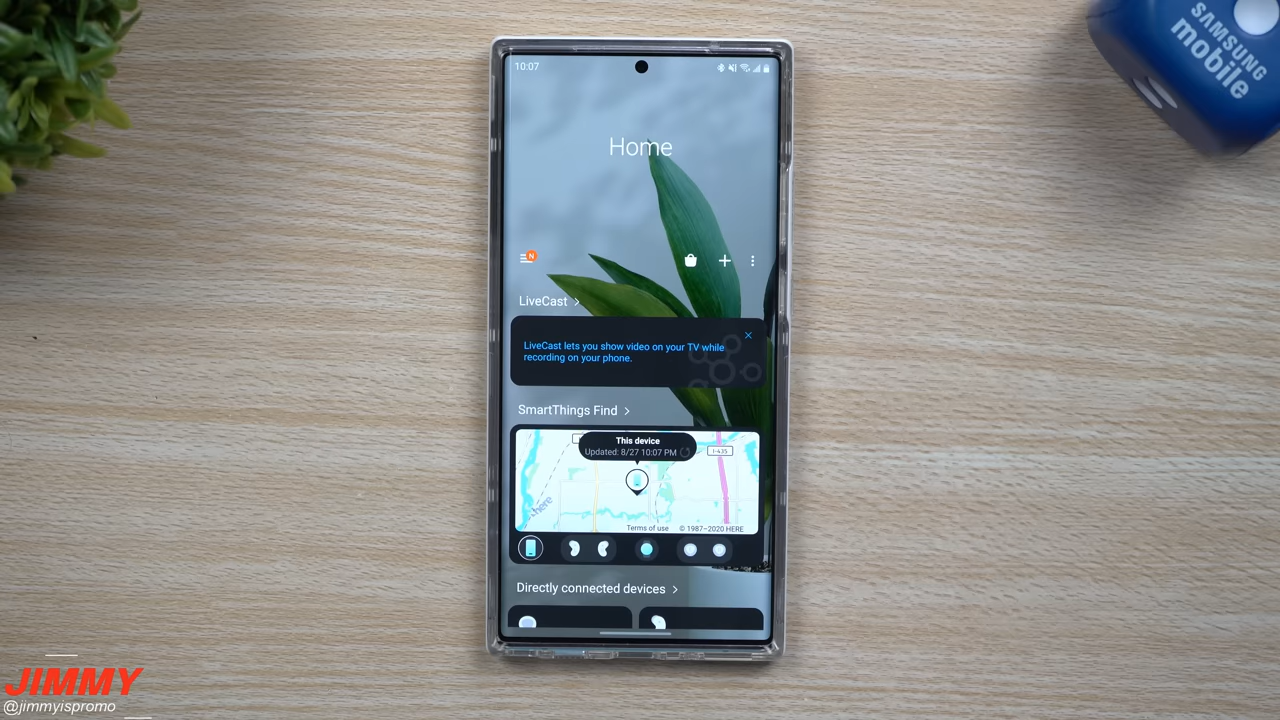 SAMSUNG
mobile
10:07
Home
N
LiveCast >
LiveCast lets you show video on your TV while
recording on your phone.
SmartThings Find >
This device
Updated: 8/27 10:07 PM
I-435
here
Terms of use © 1987–2020 HERE
Directly connected devices >
JIMMY
@jimmyispromo